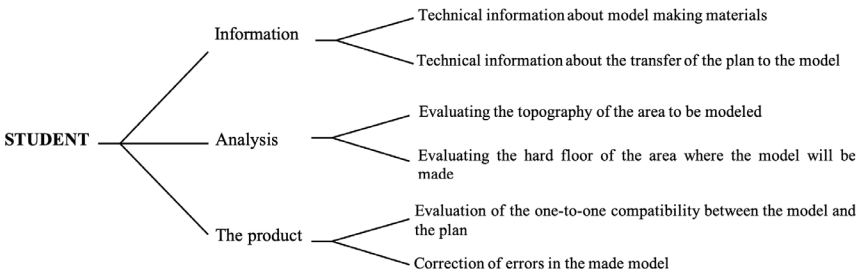 Technical information about model making materials
Information
Technical information about the transfer of the plan to the model
Evaluating the topography of the area to be modeled
STUDENT
Analysis
Evaluating the hard floor of the area where the model will be
made
Evaluation of the one-to-one compatibility between the model and
the plan
The product
Correction of errors in the made model